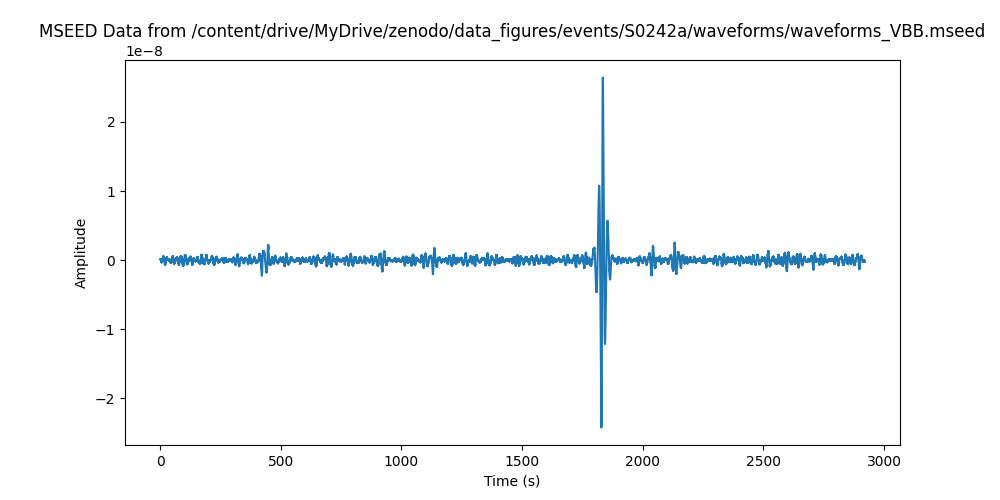 MSEED Data from /content/drive/MyDrive/zenodo/data_figures/events/S0242a/waveforms/waveforms_VBB.mseed
1e−8
2
1
0
−1
−2
Amplitude
0 500 1000 1500 2000 2500 3000
Time (s)